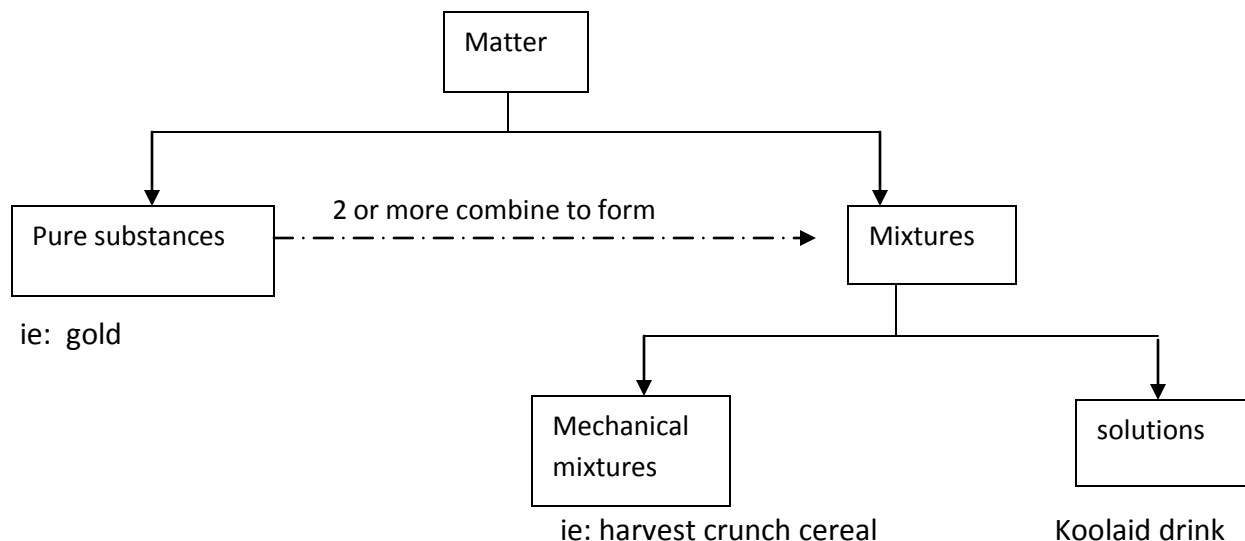 Matter
2 or more combine to form
Pure substances
Mixtures
ie:  gold
Mechanical
mixtures
solutions
ie: harvest crunch cereal
Koolaid drink